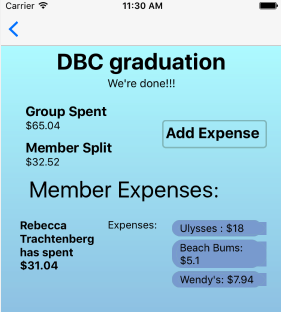 Carrier 11:30 AM
DBC graduation
We're done!!!
Group Spent
$65.04
Add Expense
Member Split
$32.52
Member Expenses:
Rebecca
Trachtenberg
has spent
$31.04
Expenses:
Ulysses : $18
Beach Bums:
$5.1
Wendy's: $7.94